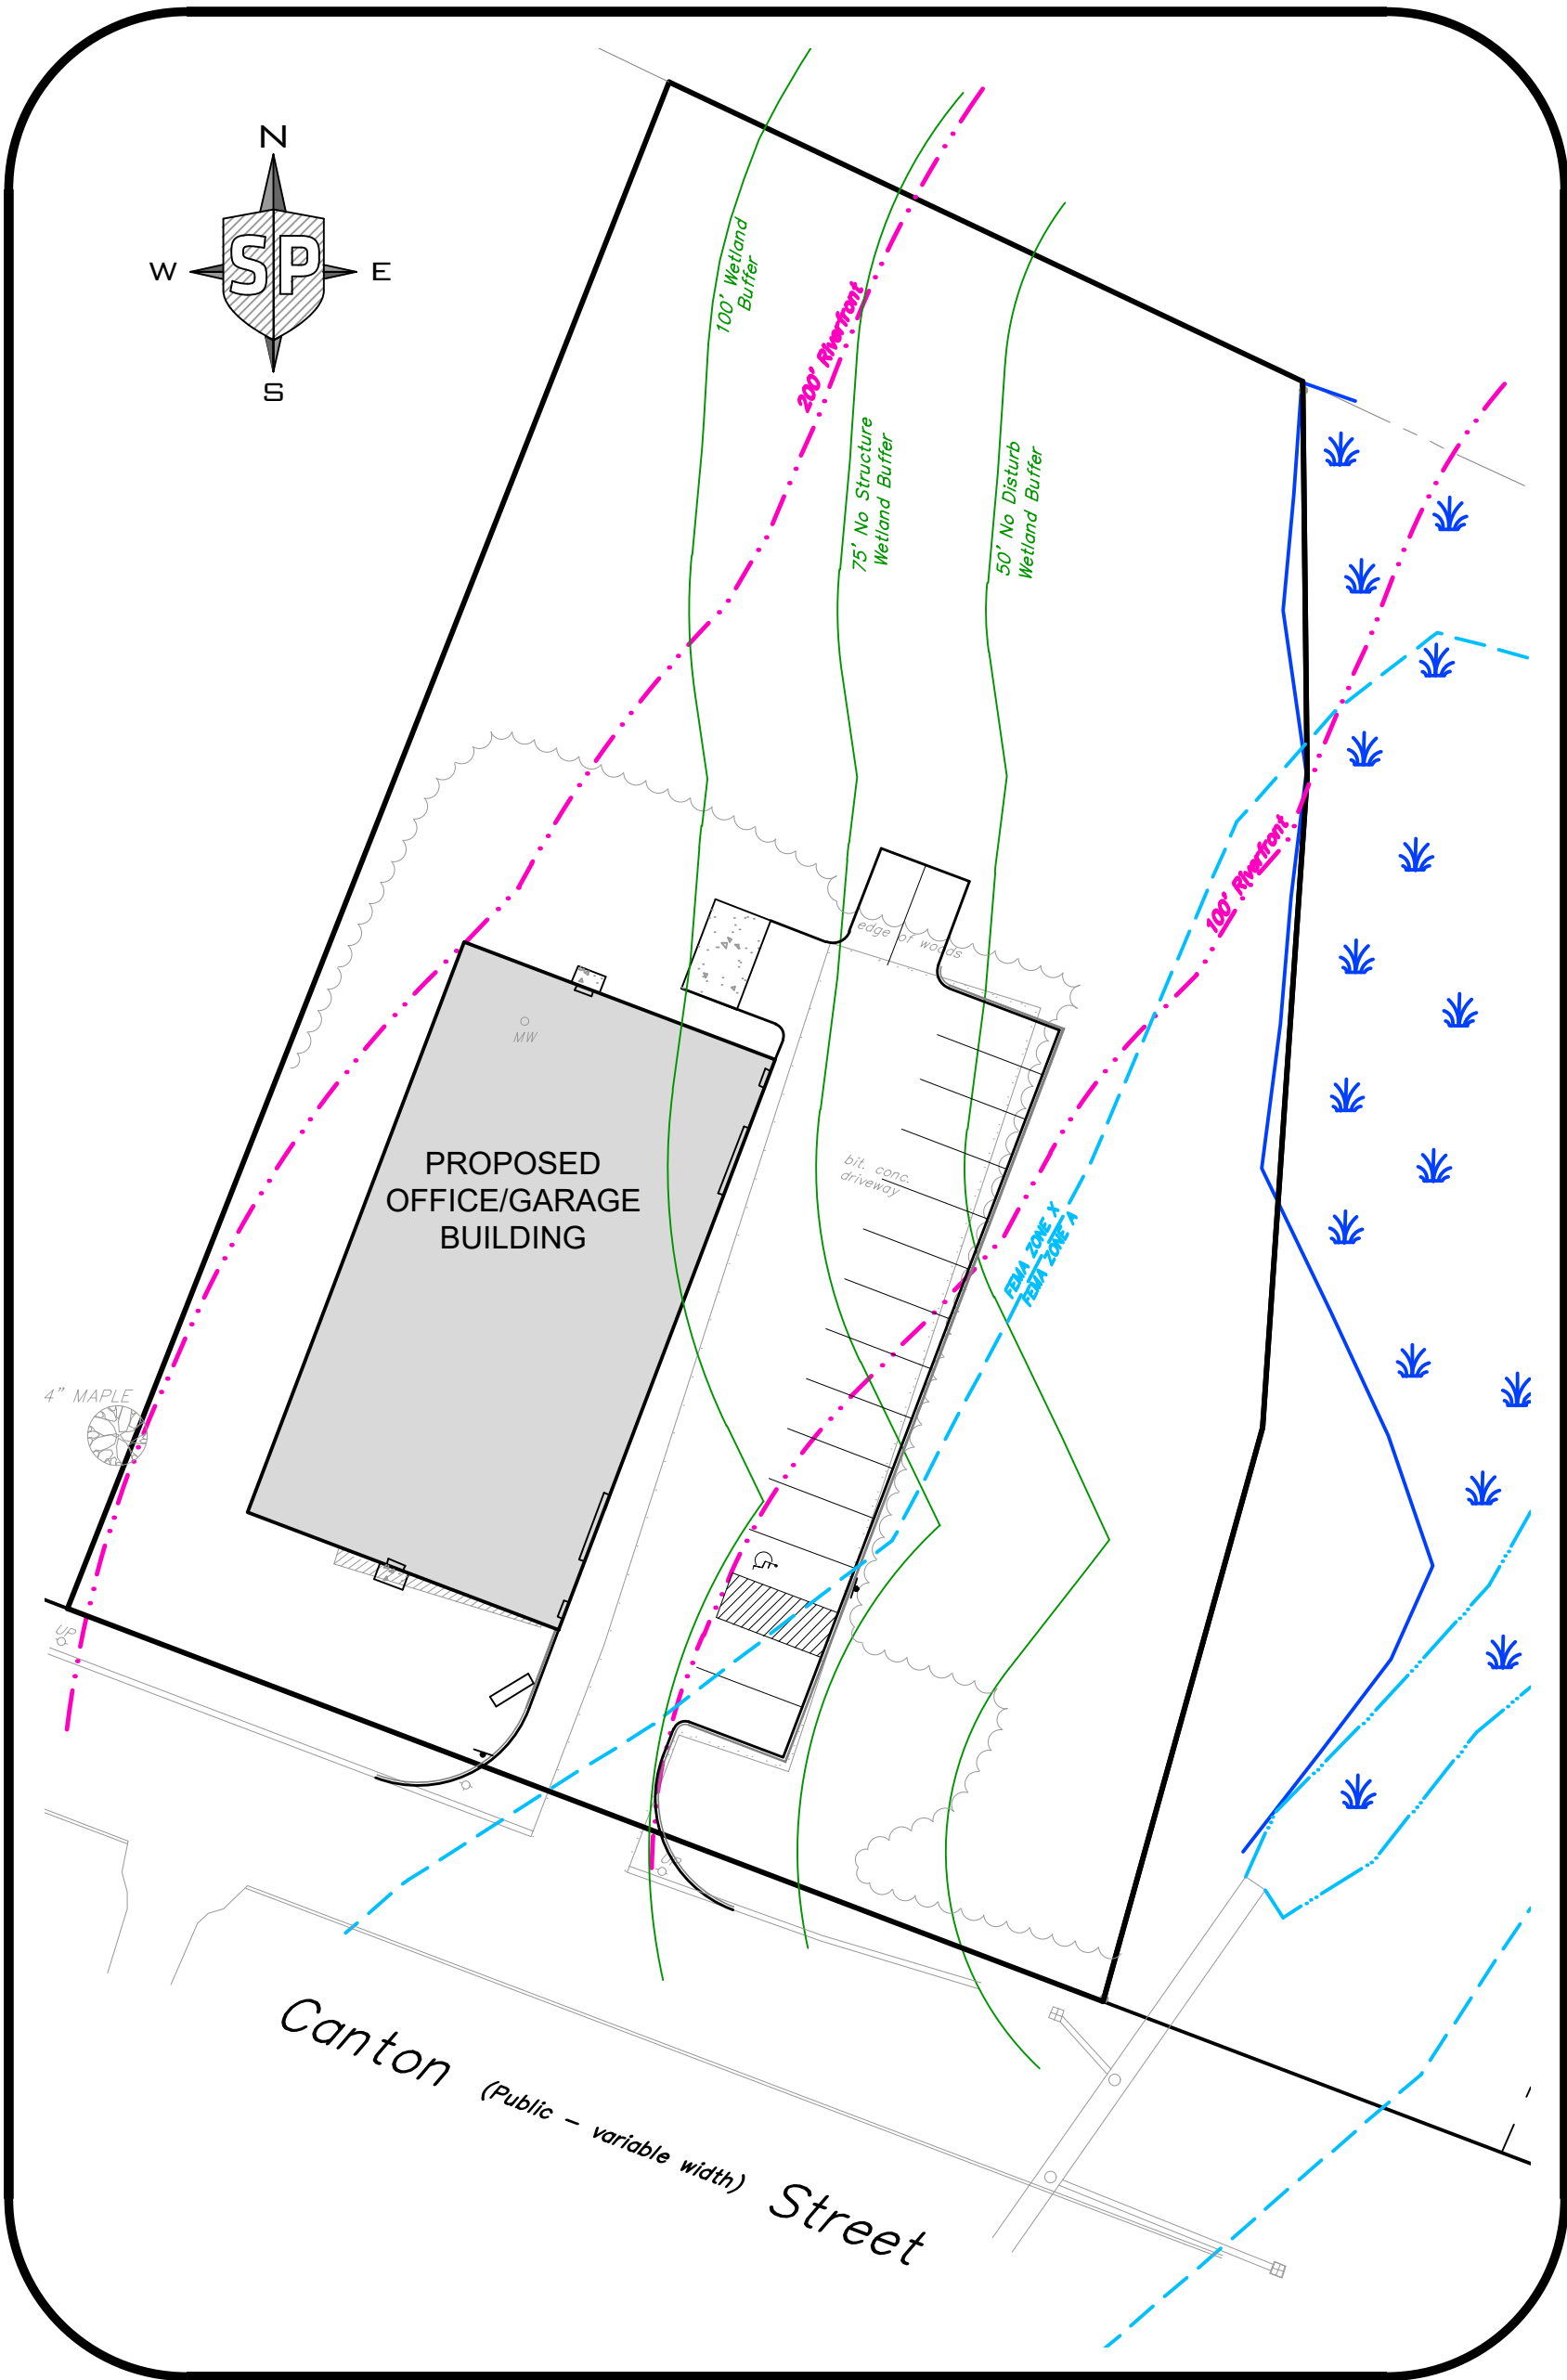 N
W
SP
E
S
100' Wetland
Buffer
200' Riverfront
75' No Structure
Wetland Buffer
50' No Disturb
Wetland Buffer
100' Riverfront
edge of woods
MW
PROPOSED
OFFICE/GARAGE
BUILDING
bit. conc.
driveway
FEMA ZONE X
FEMA ZONE A
4" MAPLE
UP
UP
Canton (Public - variable width) Street